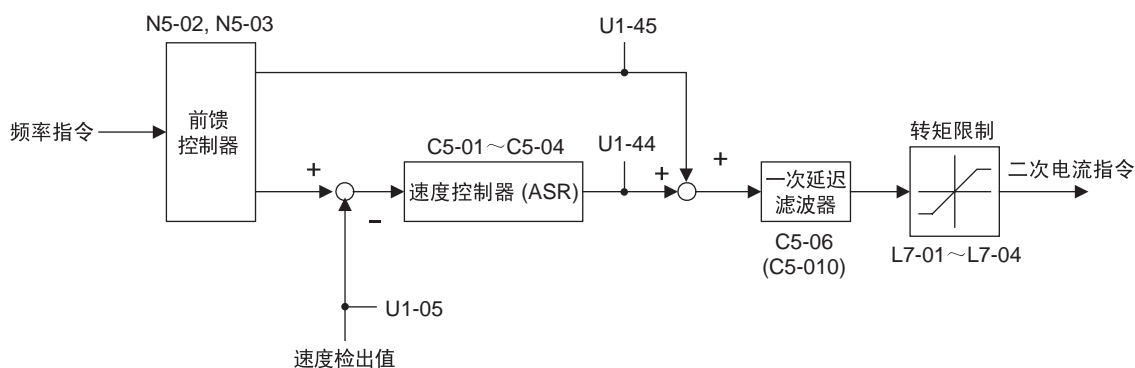 N5-02, N5-03
U1-45
前馈
控制器
频率指令
+
C5-01～C5-04
U1-44
速度控制器 (ASR)
−
+
+
一次延迟
滤波器
C5-06
(C5-010)
转矩限制
L7-01～L7-04
二次电流指令
U1-05
速度检出值